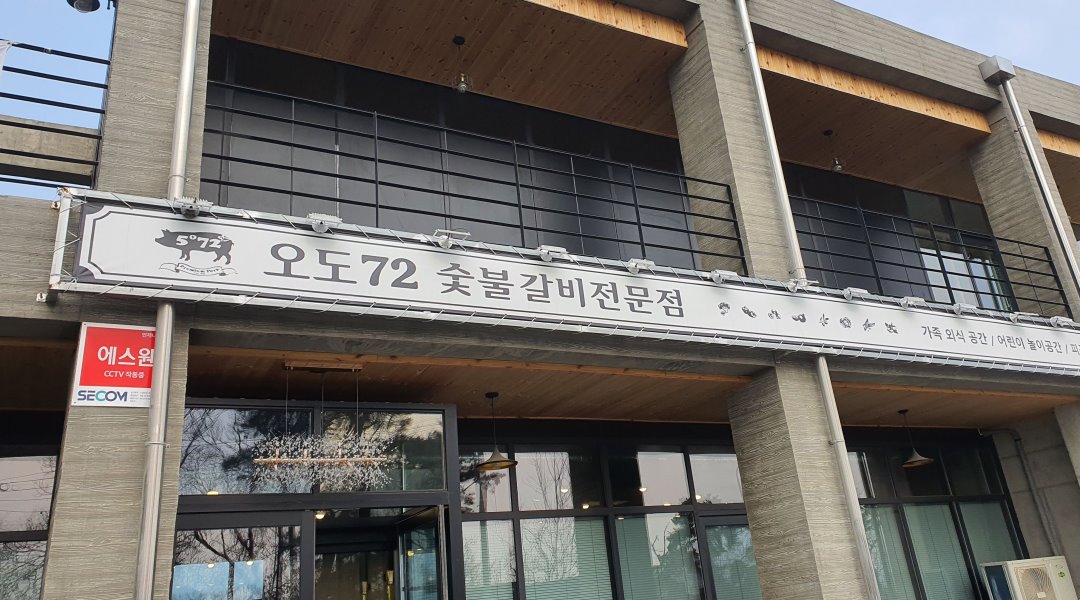 5°72°
오도72 숯불갈비전문점
가족 외식 공간 / 어린이 놀이공간 /
에스원
CCTV 작동중
SECOM